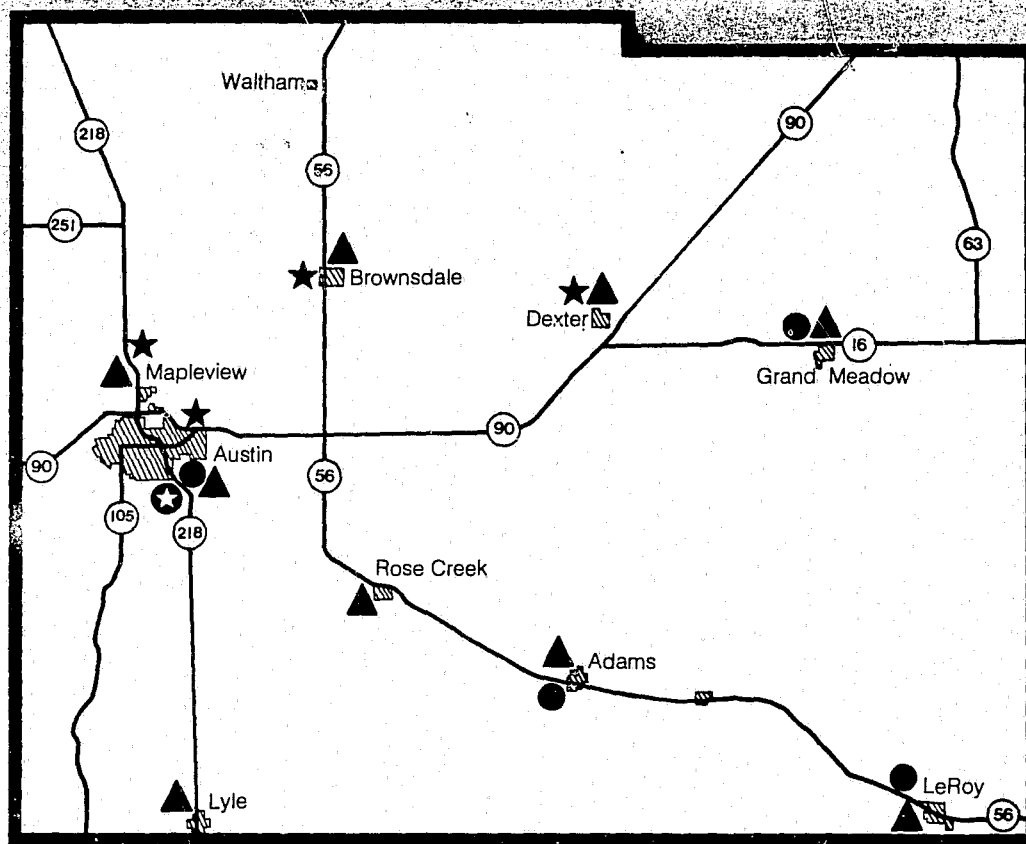 Waltham
218
56
90
251
63
Brownsdale
Dexter
16
Mapleview
Grand Meadow
90
Austin
90
56
105
218
Rose Creek
Adams
LeRoy
Lyle
56